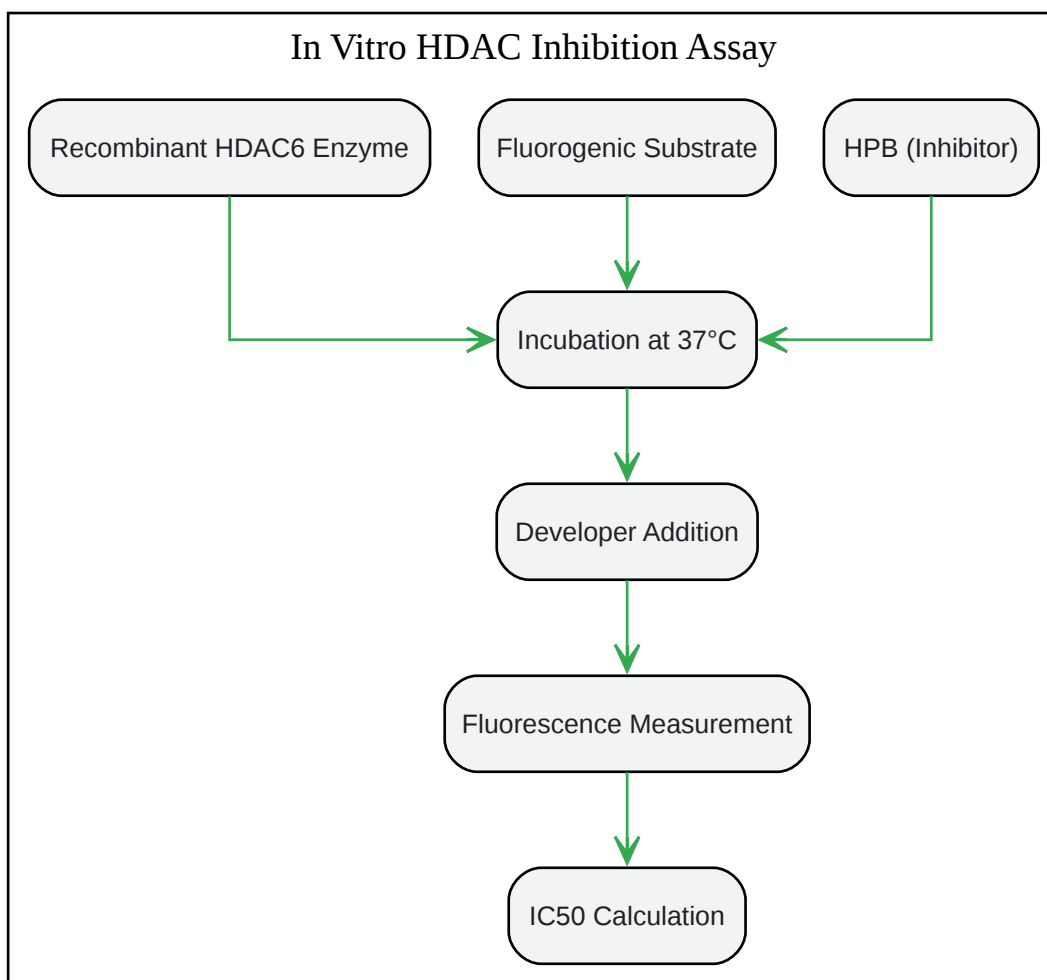 In Vitro HDAC Inhibition Assay
Recombinant HDAC6 Enzyme
Fluorogenic Substrate
HPB (Inhibitor)
Incubation at 37°C
Developer Addition
Fluorescence Measurement
IC50 Calculation